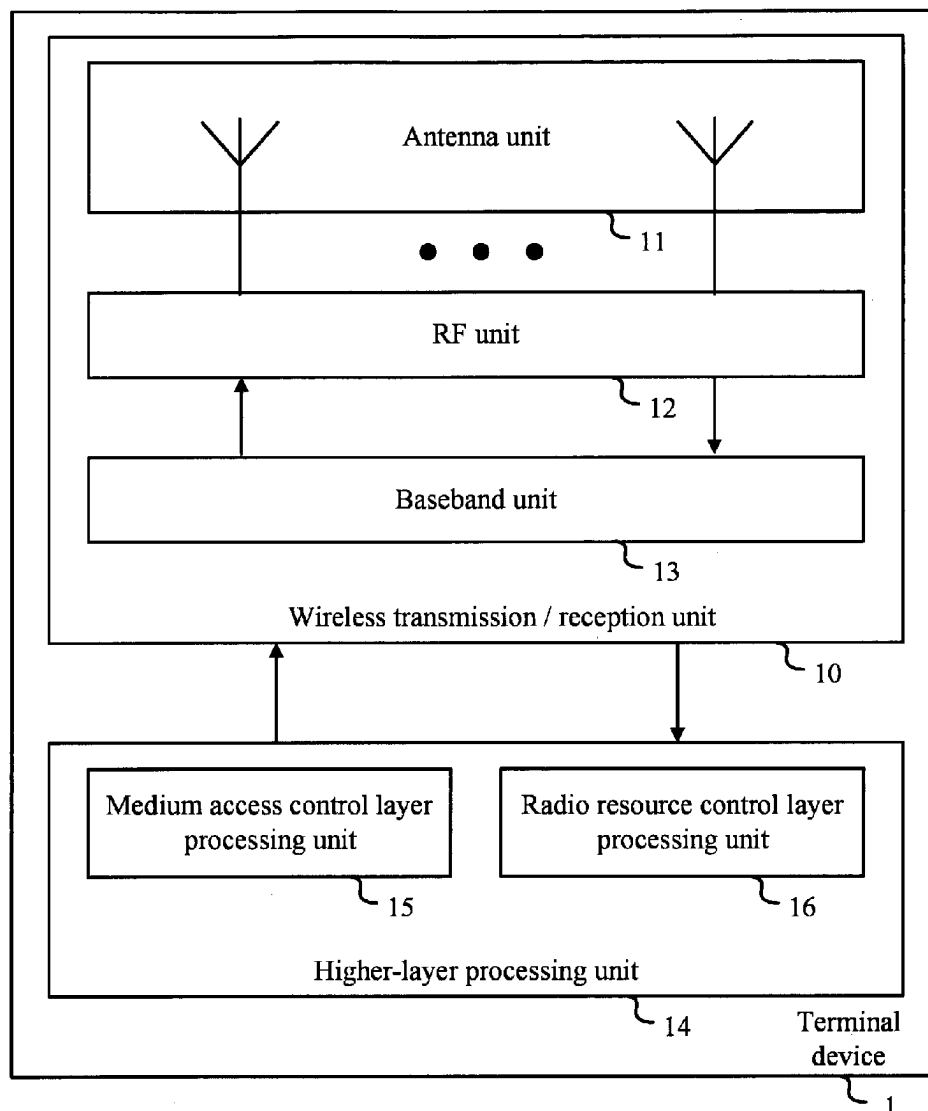 Antenna unit
11
RF unit
12
Baseband unit
13
Wireless transmission / reception unit
10
Medium access control layer
processing unit
15
Radio resource control layer
processing unit
16
Higher-layer processing unit
14
Terminal
device
1